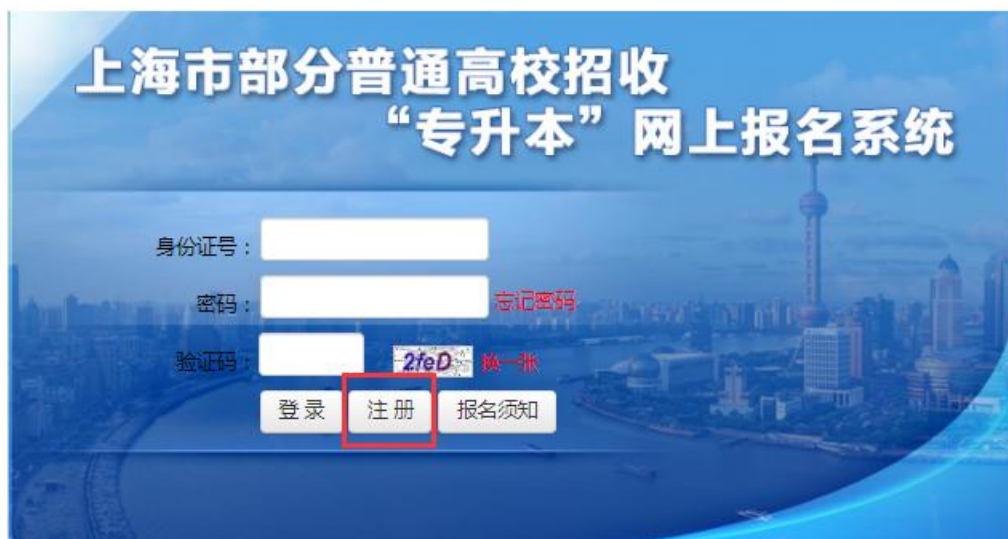 上海市部分普通高校招收
“专升本”网上报名系统
身份证号：
密码： 忘记密码
验证码： 2feD 换一张
登 录 注 册 报名须知